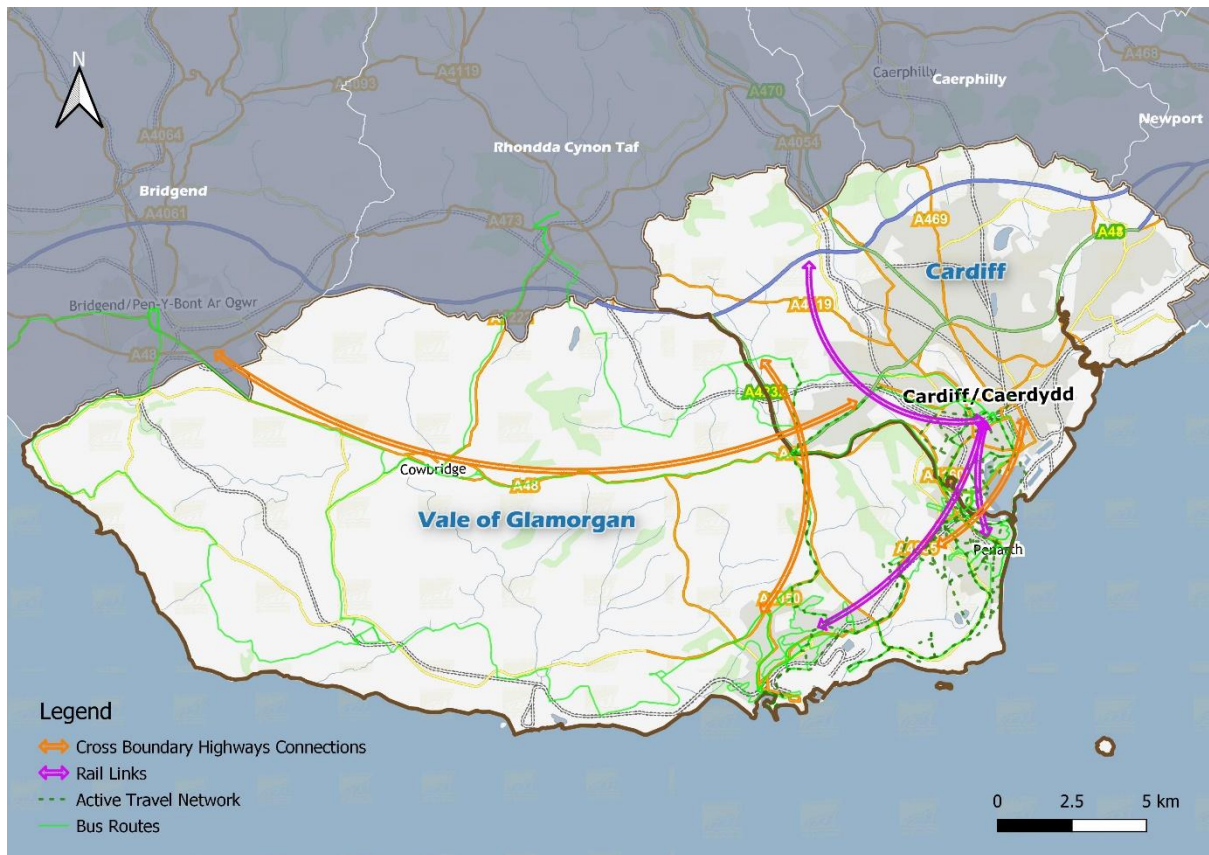 N
A4119
A4093
A470
Caerphilly
Caerphilly
A468
Newport
A4064
A4054
Rhondda Cynon Taf
Bridgend
A4061
A473
A469
A48
Cardiff
Bridgend/Pen-Y-Bont Ar Ogwr
A48
Cardiff/Caerdydd
Cowbridge
A48
Vale of Glamorgan
Penarth
Legend
Cross Boundary Highways Connections
Rail Links
Active Travel Network
Bus Routes
0 2.5 5 km